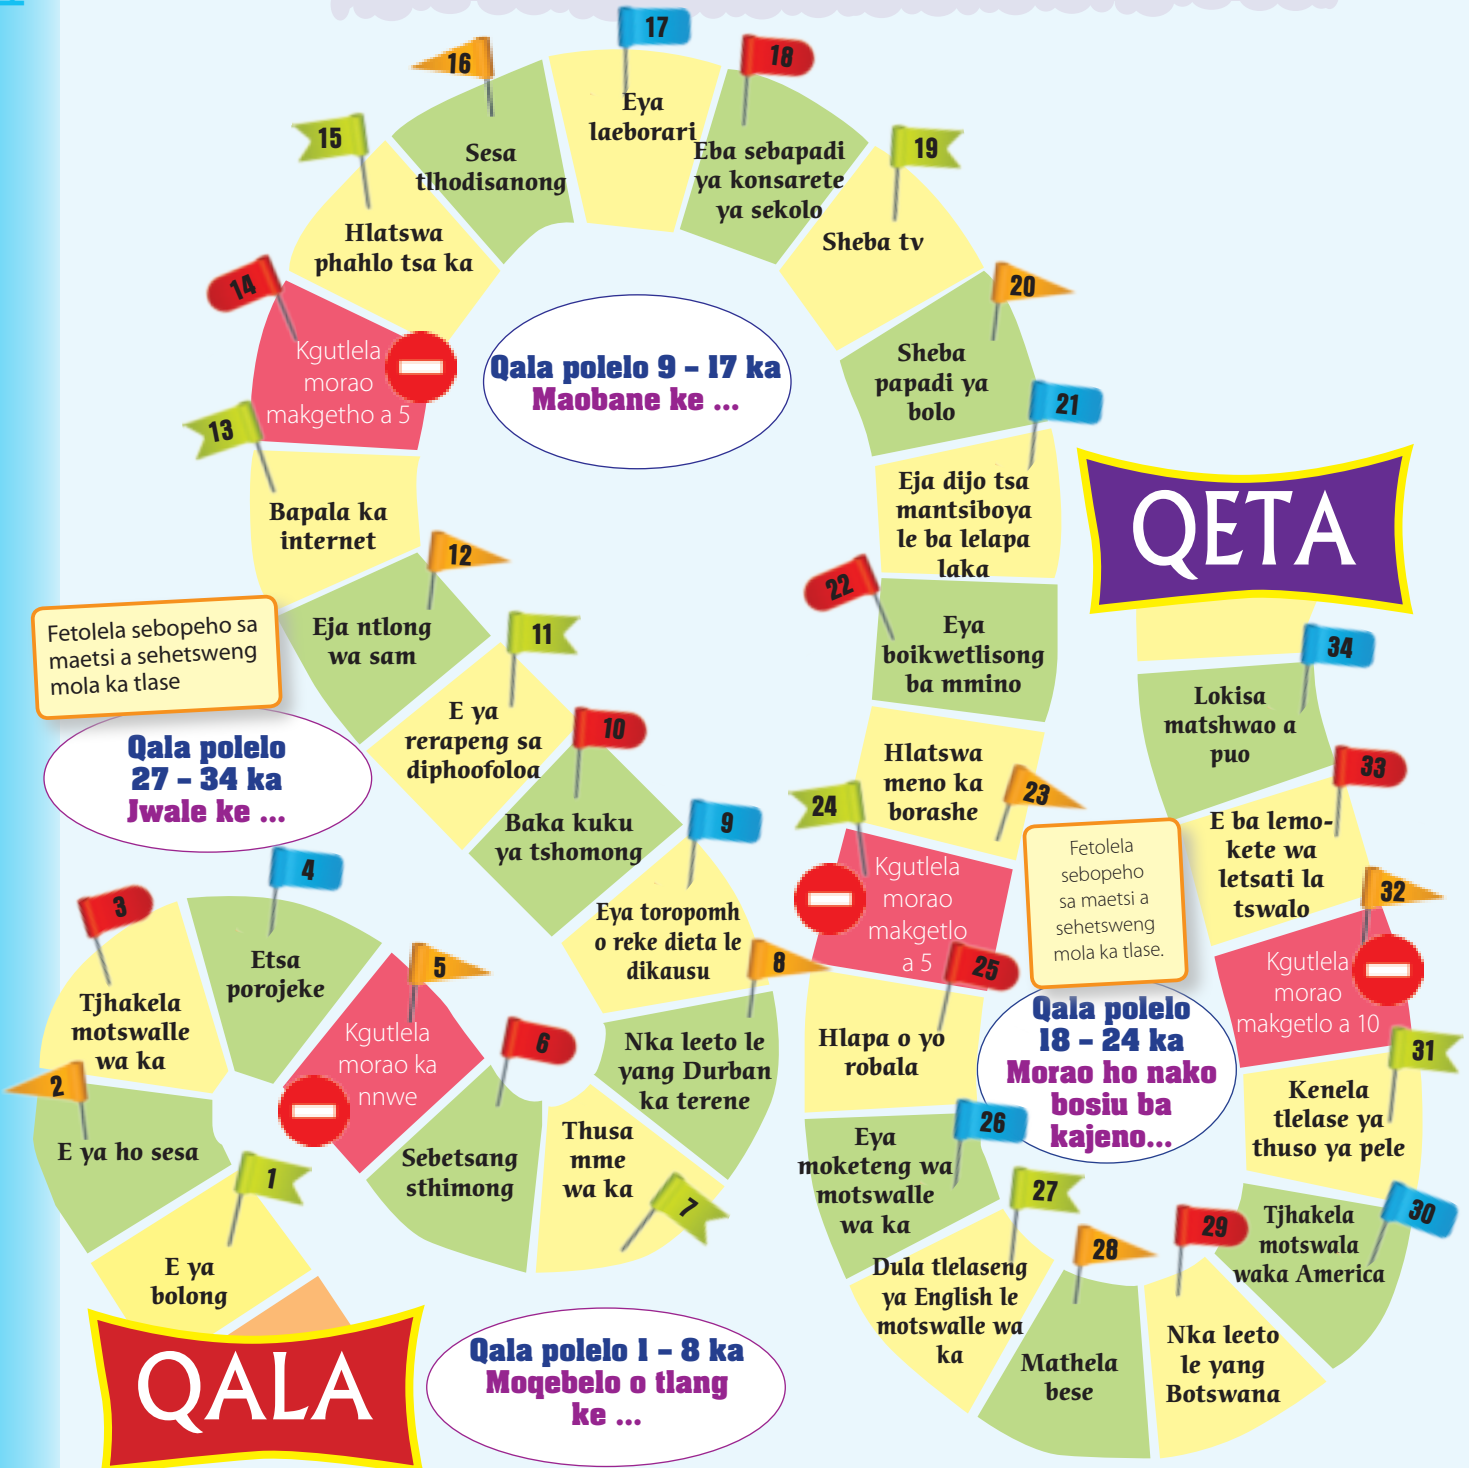 QALA
1
E ya
bolong
2
E ya ho sesa
3
Tjhakela
motswalle
wa ka
4
Etsa
porojeke
5
Kgutlela
morao ka
nnwe
6
Sebetsang
sthimong
7
Thusa
mme
wa ka
8
Nka leeto le
yang Durban
ka terene
9
Eya toropomh
o reke dieta le
dikausu
10
Baka kuku
ya tshomong
11
E ya
rerapeng sa
diphoofoloa
12
Eja ntlong
wa sam
13
Bapala ka
internet
14
Kgutlela
morao
makgetho a 5
15
Hlatswa
phahlo tsa ka
16
Sesa
tlhodisanong
17
Eya
laeborari
18
Eba sebapadi
ya konsarete
ya sekolo
19
Sheba tv
20
Sheba
papadi ya
bolo
21
Eja dijo tsa
mantsiboya
le ba lelapa
laka
22
Eya
boikwetlisong
ba mmino
23
Hlatswa
meno ka
borashe
24
Kgutlela
morao
makgetlo
a 5
25
Hlapa o yo
robala
26
Eya
moketeng wa
motswalle
wa ka
27
Dula tlelaseng
ya English le
motswalle wa
ka
28
Mathela
bese
29
Nka leeto
le yang
Botswana
30
Tjhakela
motswala
waka America
31
Kenela
tlelase ya
thuso ya pele
32
Kgutlela
morao
makgetlo a 10
33
E ba lemo-
kete wa
letsati la
tswalo
34
Lokisa
matshwao a
puo
QETA
Qala polelo 9 – 17 ka
Maobane ke ...
Fetolela sebopeho sa
maetsi a sehetsweng
mola ka tlase
Qala polelo
27 – 34 ka
Jwale ke ...
Fetolela
sebopeho
sa maetsi a
sehetsweng
mola ka tlase.
Qala polelo
18 – 24 ka
Morao ho nako
bosiu ba
kajeno...
Qala polelo 1 – 8 ka
Moqebelo o tlang
ke ...